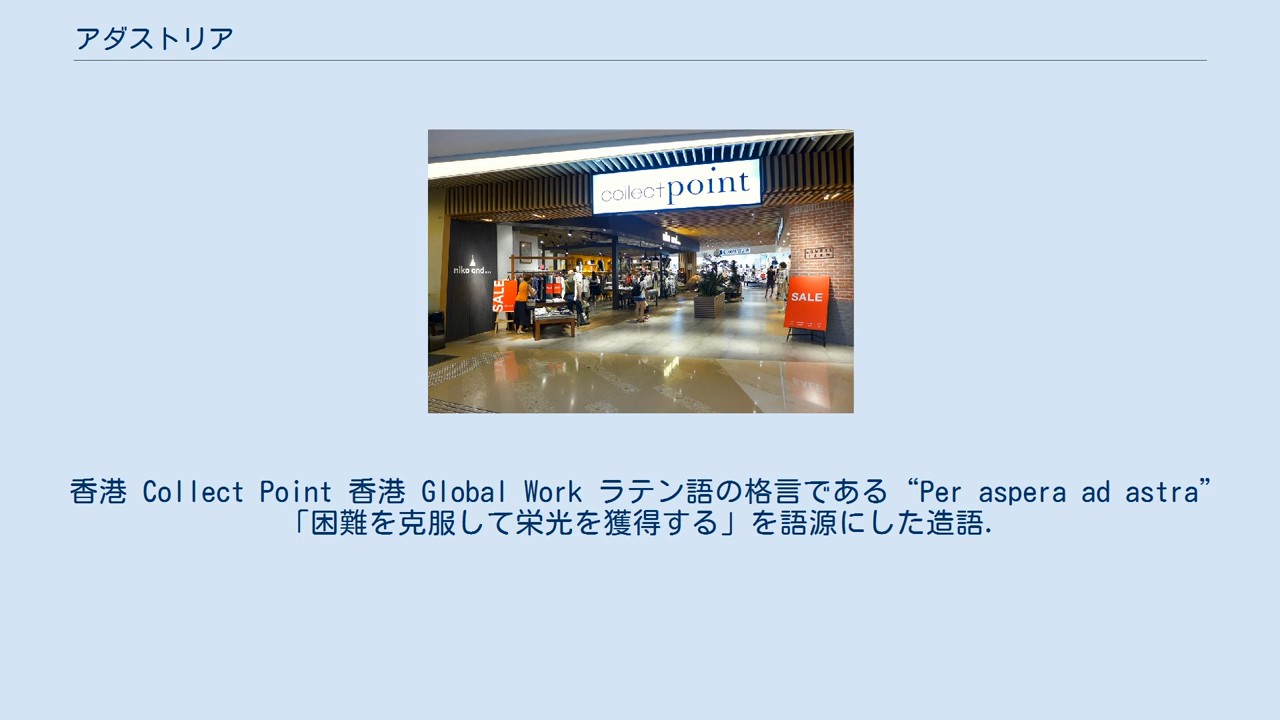 アダストリア
collect point
niko and...
SALE
SALE
香港 Collect Point 香港 Global Work ラテン語の格言である “Per aspera ad astra”
「困難を克服して栄光を獲得する」を語源にした造語.